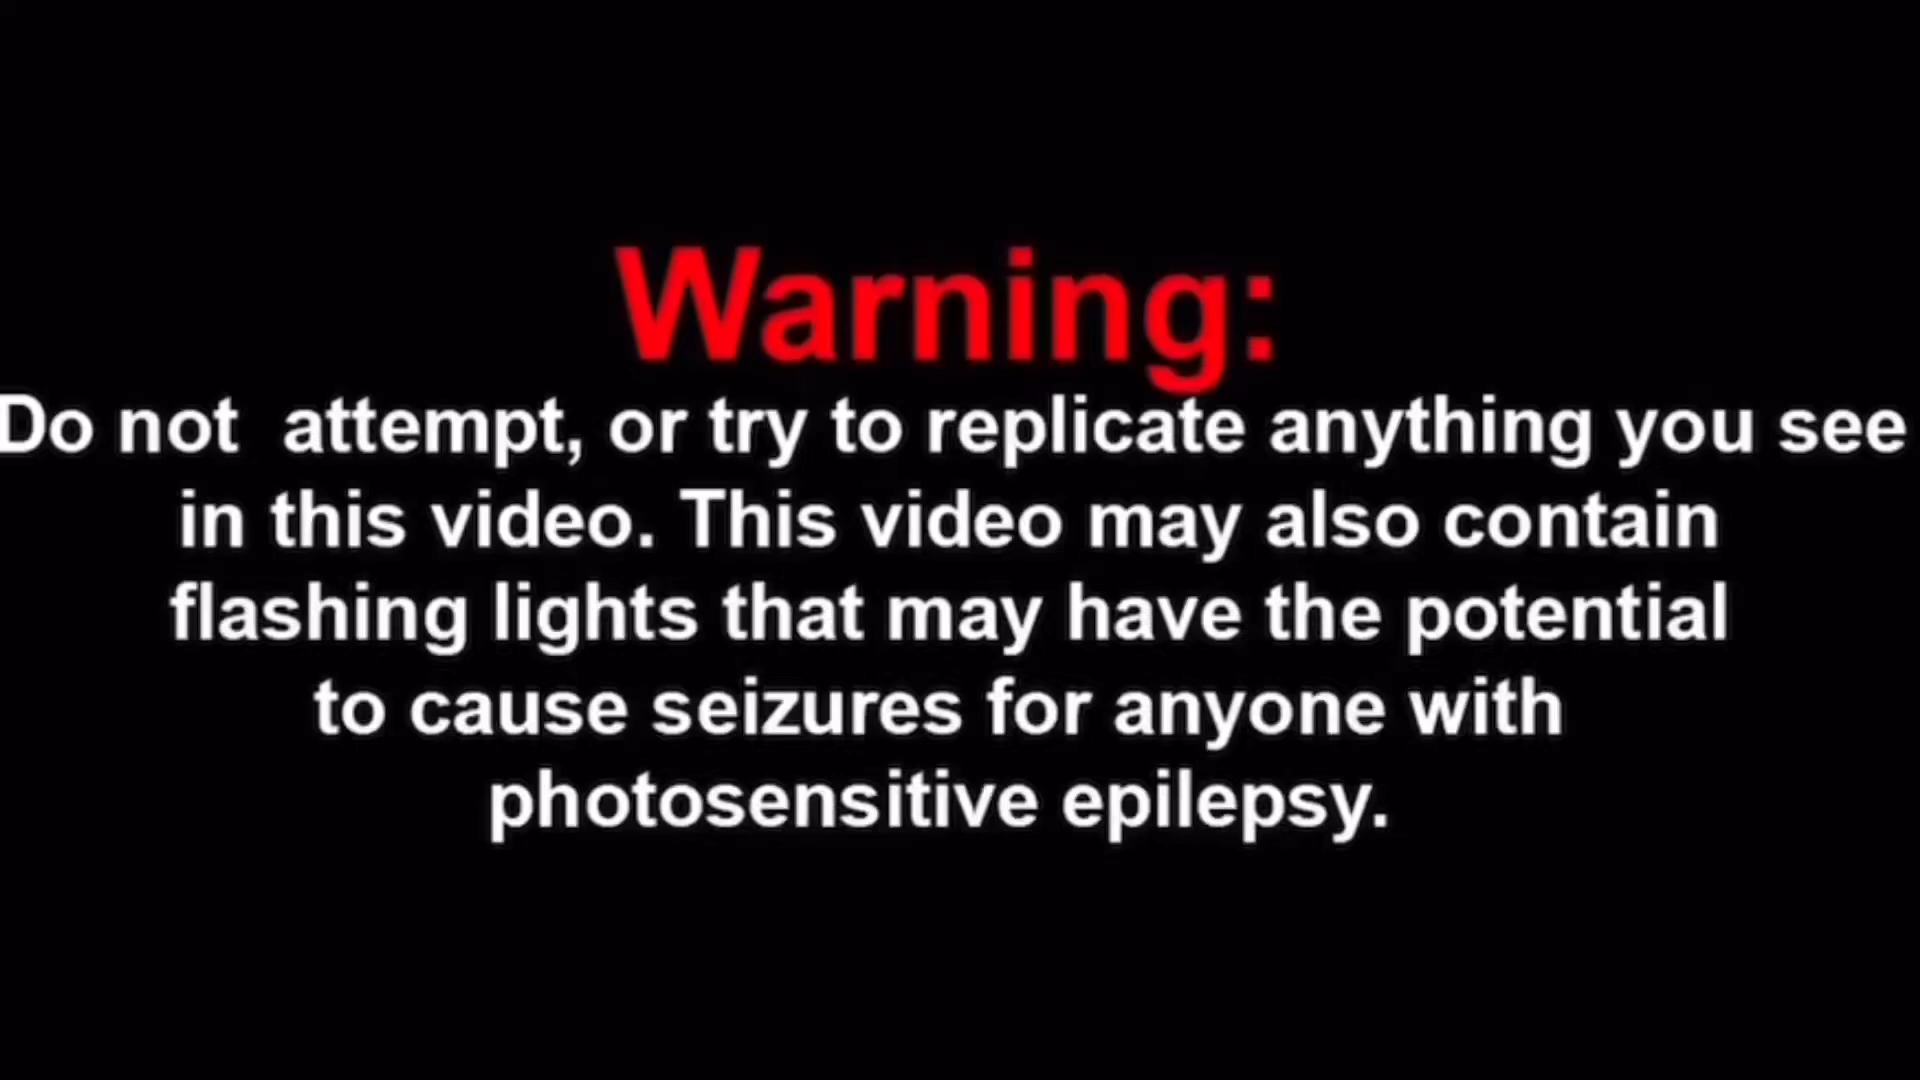 Warning:
Do not  attempt, or try to replicate anything you see
in this video. This video may also contain
flashing lights that may have the potential
to cause seizures for anyone with
photosensitive epilepsy.